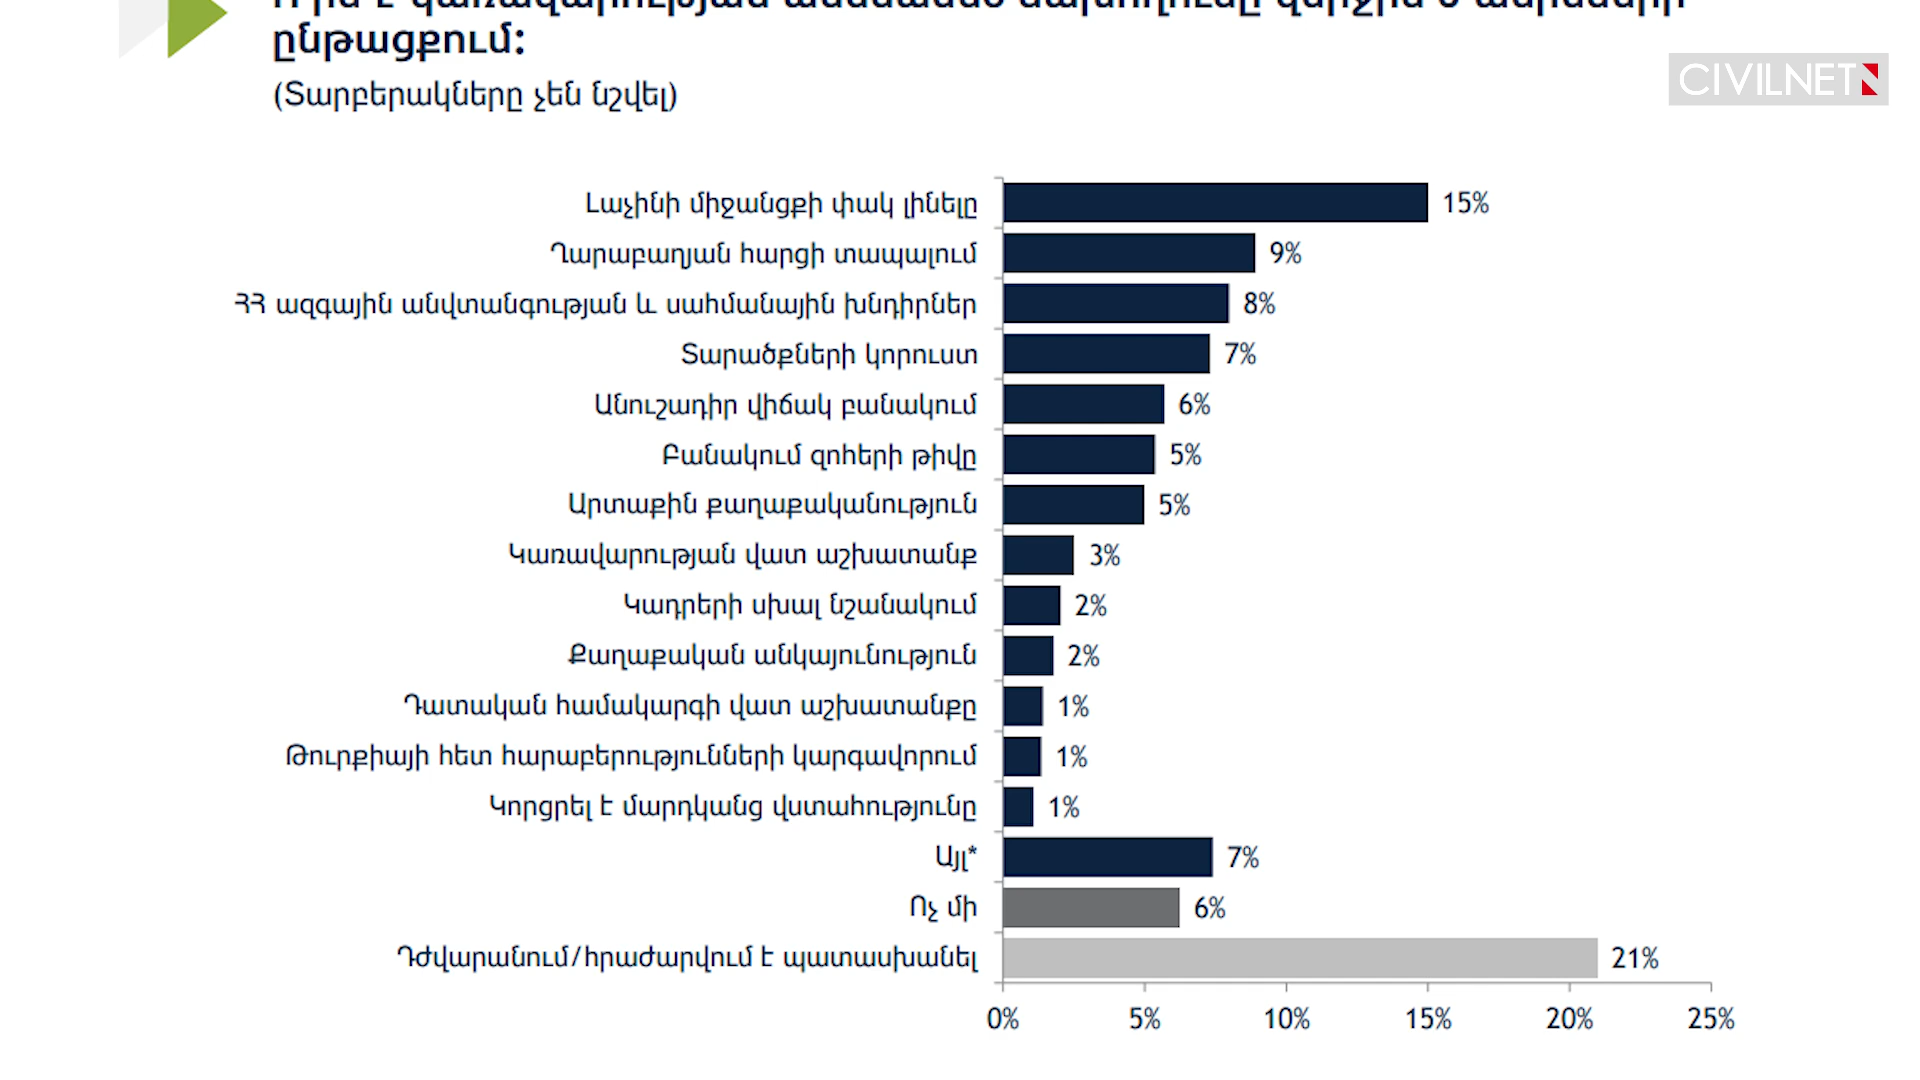 ընթացքում:
(Տարբերակները չեն նշվել)
CIVILNET
Լաչինի միջանցքի փակ լինելը 15%
Ղարաբաղյան հարցի տապալում 9%
ՀՀ ազգային անվտանգության և սահմանային խնդիրներ 8%
Տարածքների կորուստ 7%
Անուշադիր վիճակ բանակում 6%
Բանակում զոհերի թիվը 5%
Արտաքին քաղաքականություն 5%
Կառավարության վատ աշխատանք 3%
Կադրերի սխալ նշանակում 2%
Քաղաքական անկայունություն 2%
Դատական համակարգի վատ աշխատանքը 1%
Թուրքիայի հետ հարաբերությունների կարգավորում 1%
Կորցրել է մարդկանց վստահությունը 1%
Այլ* 7%
Ոչ մի 6%
Դժվարանում/հրաժարվում է պատասխանել 21%
0% 5% 10% 15% 20% 25%